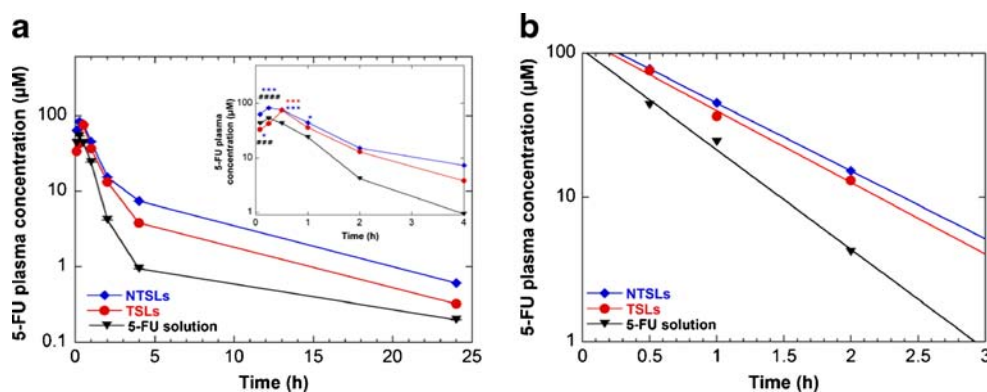 a
5-FU plasma concentration (µM)
100
10
1
0.1
0 5 10 15 20 25
Time (h)
NTSLs
TSLs
5-FU solution
5-FU plasma
concentration (µM)
100
10
1
0 1 2 3 4
Time (h)
***
####
*
###
***
***
*
b
5-FU plasma concentration (µM)
100
10
1
0 0.5 1 1.5 2 2.5 3
Time (h)
NTSLs
TSLs
5-FU solution